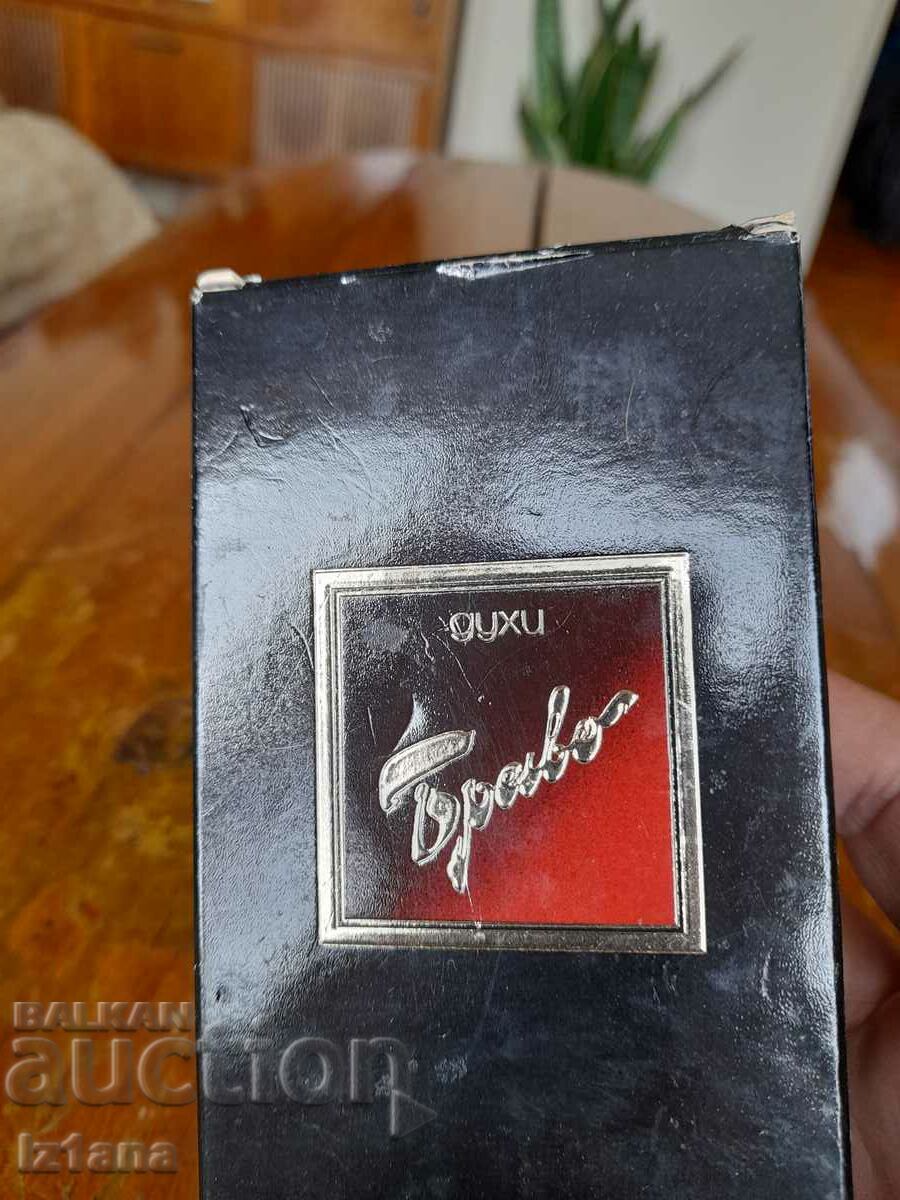 духи
Браво
BALKAN
auction
Iz1ana